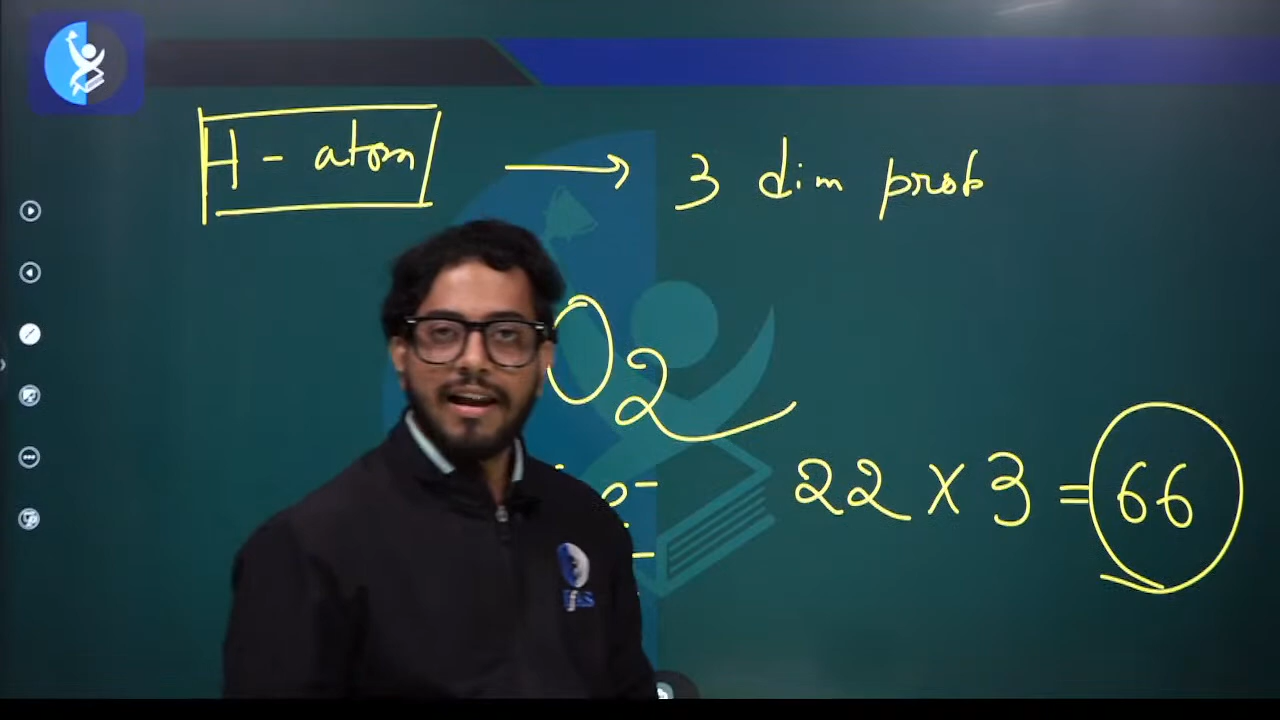 H - atom → 3 dim prob
O2
e-
22 × 3 = 66